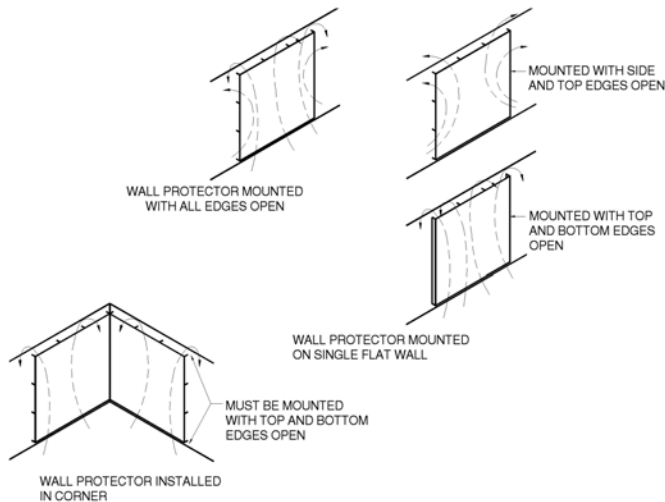 MOUNTED WITH SIDE
AND TOP EDGES OPEN
WALL PROTECTOR MOUNTED
WITH ALL EDGES OPEN
MOUNTED WITH TOP
AND BOTTOM EDGES
OPEN
WALL PROTECTOR MOUNTED
ON SINGLE FLAT WALL
MUST BE MOUNTED
WITH TOP AND BOTTOM
EDGES OPEN
WALL PROTECTOR INSTALLED
IN CORNER